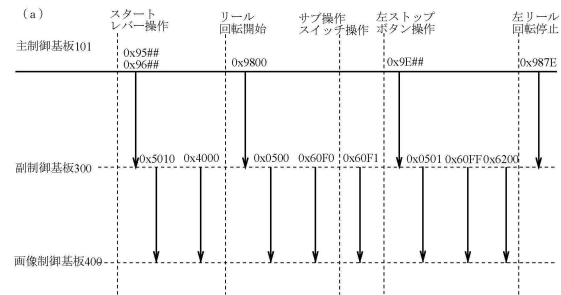 (a)
スタート
レバー操作
リール
回転開始
サブ操作
スイッチ操作
左ストップ
ボタン操作
左リール
回転停止
主制御基板101
0x95##
0x96##
0x9800
0x9E##
0x987E
0x5010 0x4000 0x0500 0x60F0 0x60F1 0x0501 0x60FF 0x6200
副制御基板300
画像制御基板400